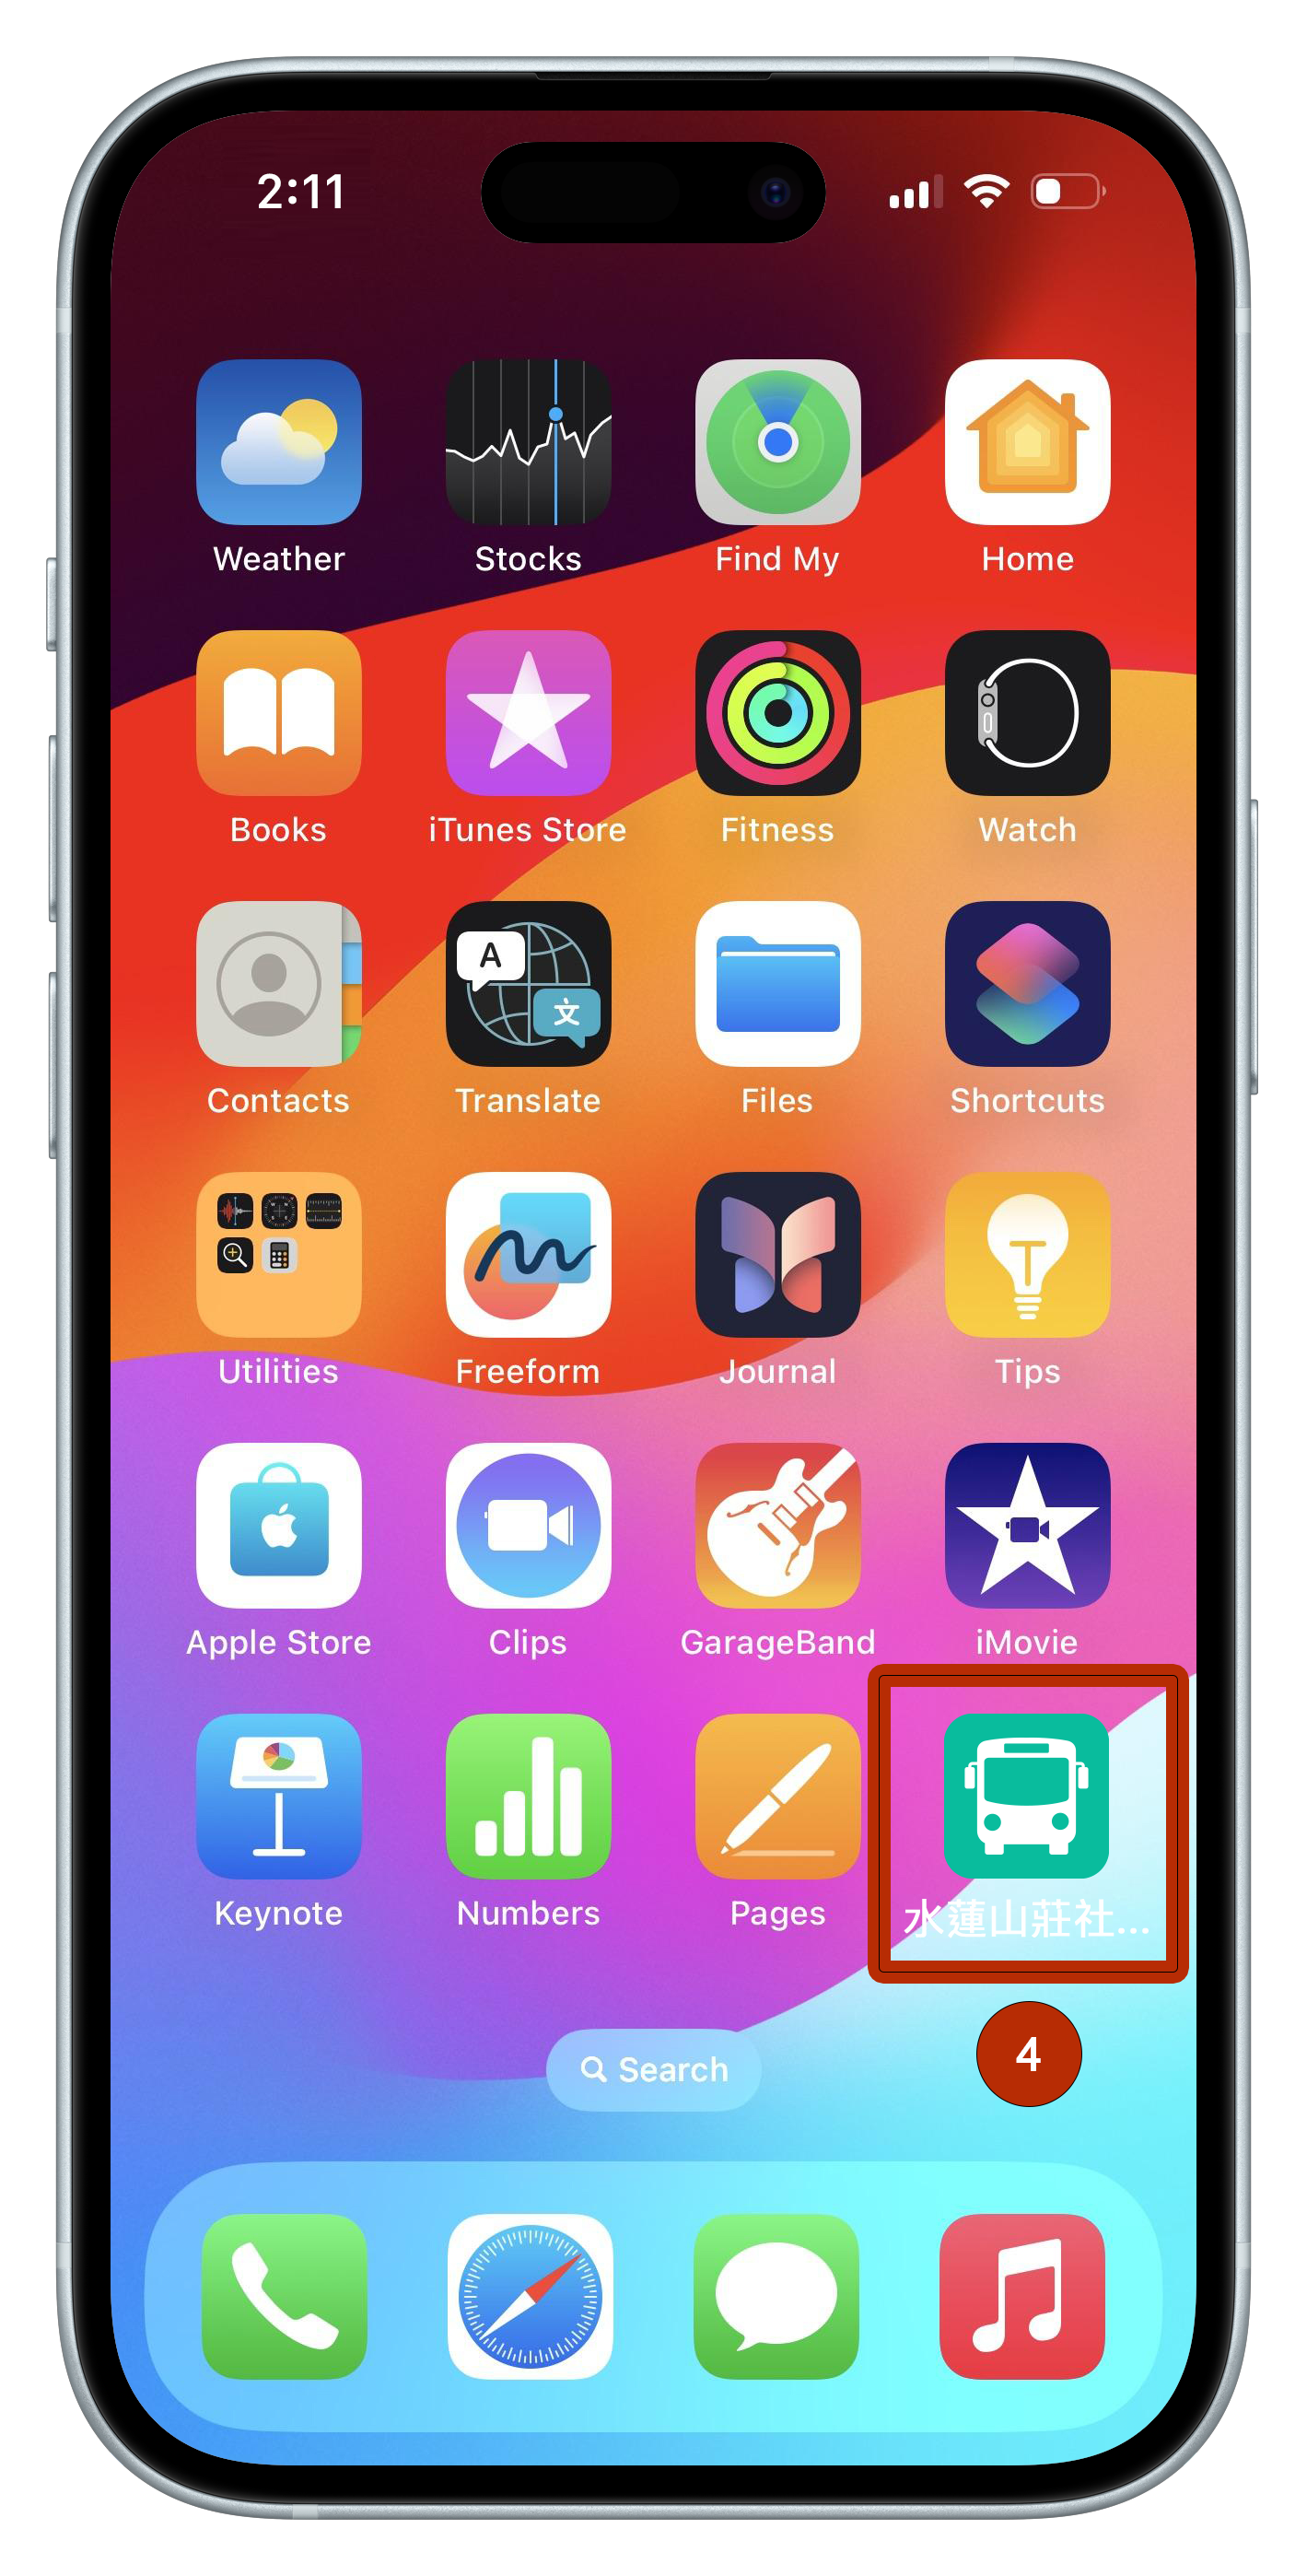 2:11
Weather Stocks Find My Home
Books iTunes Store Fitness Watch
A
文
Contacts Translate Files Shortcuts
Utilities Freeform Journal Tips
Apple Store Clips GarageBand iMovie
Keynote Numbers Pages 水蓮山莊社...
4
Search